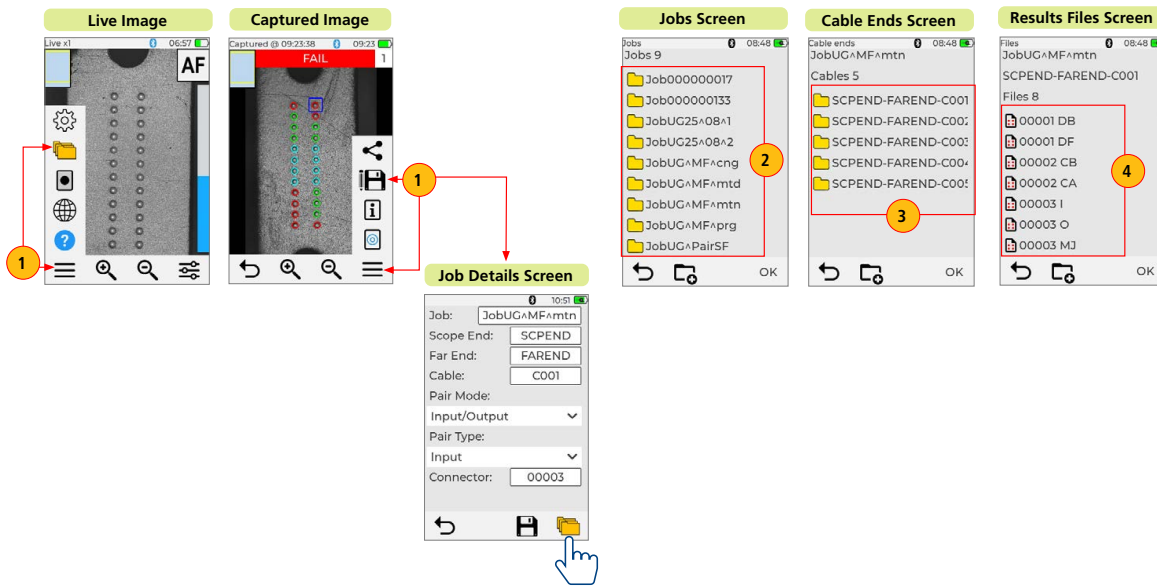 Live Image
Live x1 06:57
AF
?
1
Captured Image
Captured @ 09:23:38 09:23
FAIL 1
i
i
1
Job Details Screen
10:51
Job: JobUG^MF^mtn
Scope End: SCPEND
Far End: FAREND
Cable: C001
Pair Mode:
Input/Output
Pair Type:
Input
Connector: 00003
Jobs Screen
Jobs 08:48
Jobs 9
Job000000017
Job000000133
JobUG25^08^1
JobUG25^08^2
JobUG^MF^cng
JobUG^MF^mtd
JobUG^MF^mtn
JobUG^MF^prg
JobUG^PairSF
2
OK
Cable Ends Screen
Cable ends 08:48
JobUG^MF^mtn
Cables 5
SCPEND-FAREND-C001
SCPEND-FAREND-C002
SCPEND-FAREND-C003
SCPEND-FAREND-C004
SCPEND-FAREND-C005
3
OK
Results Files Screen
Files 08:48
JobUG^MF^mtn
SCPEND-FAREND-C001
Files 8
00001 DB
00001 DF
00002 CB
00002 CA
00003 I
00003 O
00003 MJ
4
OK